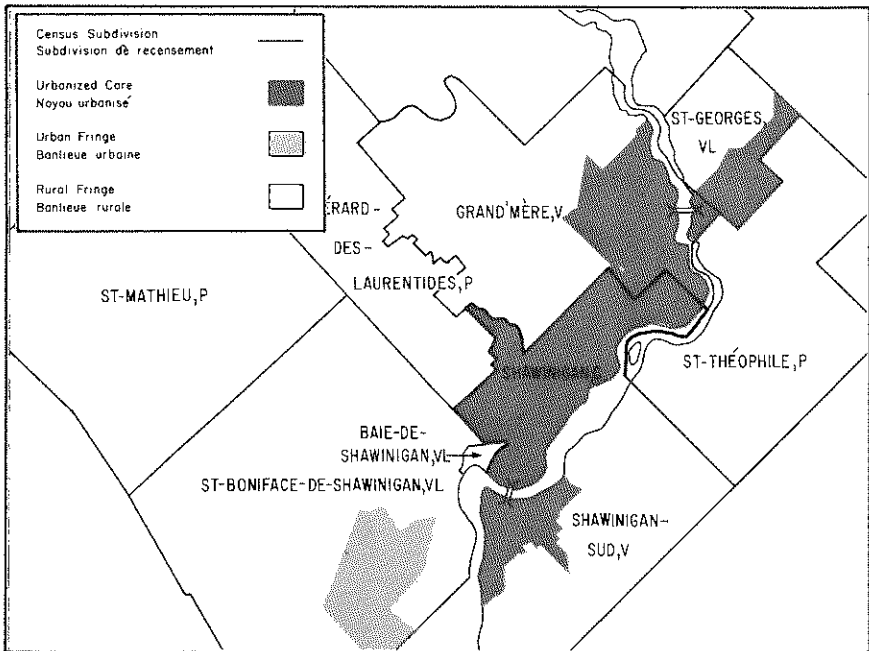 Census Subdivision
Subdivision de recensement
Urbanized Core
Noyau urbanisé
Urban Fringe
Banlieue urbaine
Rural Fringe
Banlieue rurale
ST-GEORGES,
VL
GRAND'MÈRE,V
ÉRARD-
DES-
LAURENTIDES,P
ST-MATHIEU,P
ST-THÉOPHILE,P
BAIE-DE-
SHAWINIGAN,VL
ST-BONIFACE-DE-SHAWINIGAN,VL
SHAWINIGAN-
SUD,V